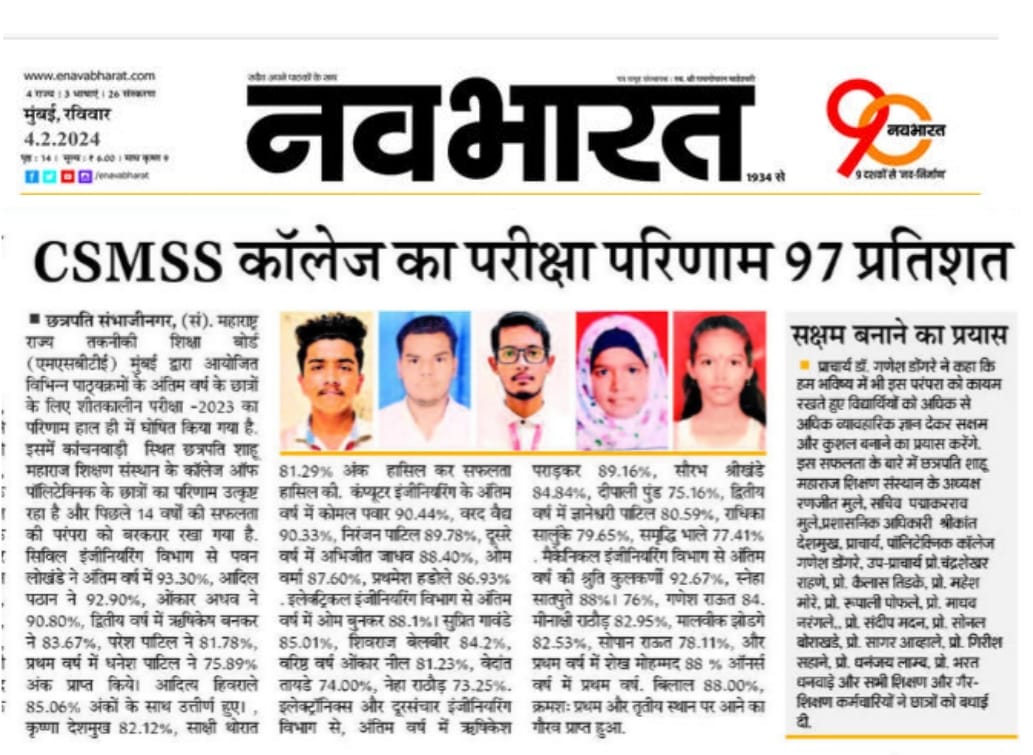 www.enavabharat.com
4 राज्य | 3 भाषाएं | 26 संस्करण
मुंबई, रविवार
4.2.2024
पृष्ठ : 14 | मूल्य : ₹ 6.00 | माघ कृष्ण 9
/enavabharat
सदैव अपने पाठकों के साथ
नवभारत
1934 से
90 नवभारत
9 दशकों से 'नव-निर्माण'
CSMSS कॉलेज का परीक्षा परिणाम 97 प्रतिशत
■ छत्रपति संभाजीनगर, (सं). महाराष्ट्र
राज्य तकनीकी शिक्षा बोर्ड
(एमएसबीटीई) मुंबई द्वारा आयोजित
विभिन्न पाठ्यक्रमों के अंतिम वर्ष के छात्रों
के लिए शीतकालीन परीक्षा -2023 का
परिणाम हाल ही में घोषित किया गया है.
इसमें कांचनवाड़ी स्थित छत्रपति शाहू
महाराज शिक्षण संस्थान के कॉलेज ऑफ
पॉलिटेक्निक के छात्रों का परिणाम उत्कृष्ट
रहा है और पिछले 14 वर्षों की सफलता
की परंपरा को बरकरार रखा गया है.
सिविल इंजीनियरिंग विभाग से पवन
लोखंडे ने अंतिम वर्ष में 93.30%, आदिल
पठान ने 92.90%, ओंकार अधव ने
90.80%, द्वितीय वर्ष में ऋषिकेष बनकर
ने 83.67%, परेश पाटिल ने 81.78%,
प्रथम वर्ष में धनेश पाटिल ने 75.89%
अंक प्राप्त किये। आदित्य हिवराले
85.06% अंकों के साथ उत्तीर्ण हुए। ,
कृष्णा देशमुख 82.12%, साक्षी थोरात
81.29% अंक हासिल कर सफलता
हासिल की. कंप्यूटर इंजीनियरिंग के अंतिम
वर्ष में कोमल पवार 90.44%, वरद वैद्य
90.33%, निरंजन पाटिल 89.78%, दूसरे
वर्ष में अभिजीत जाधव 88.40%, ओम
वर्मा 87.60%, प्रथमेश हडोले 86.93%
. इलेक्ट्रिकल इंजीनियरिंग विभाग से अंतिम
वर्ष में ओम बुनकर 88.1%। सुप्रित गावंडे
85.01%, शिवराज बेलबीर 84.2%,
वरिष्ठ वर्ष ओंकार नील 81.23%, वेदांत
तायडे 74.00%, नेहा राठौड़ 73.25%.
इलेक्ट्रॉनिक्स और दूरसंचार इंजीनियरिंग
विभाग से, अंतिम वर्ष में ऋषिकेश
पराड़कर 89.16%, सौरभ श्रीखंडे
84.84%, दीपाली पुंड 75.16%, द्वितीय
वर्ष में ज्ञानेश्वरी पाटिल 80.59%, राधिका
सालुंके 79.65%, समृद्धि भाले 77.41%
. मैकेनिकल इंजीनियरिंग विभाग से अंतिम
वर्ष की श्रुति कुलकर्णी 92.67%, स्नेहा
सातपुते 88%। 76%, गणेश राऊत 84.
मीनाक्षी राठौड़ 82.95%, मालवीक झोडगे
82.53%, सोपान राऊत 78.11%, और
प्रथम वर्ष में शेख मोहम्मद 88 % ऑनर्स
वर्ष में प्रथम वर्ष. बिलाल 88.00%,
क्रमशः प्रथम और तृतीय स्थान पर आने का
गौरव प्राप्त हुआ.
सक्षम बनाने का प्रयास
■ प्राचार्य डॉ. गणेश डोंगरे ने कहा कि
हम भविष्य में भी इस परंपरा को कायम
रखते हुए विद्यार्थियों को अधिक से
अधिक व्यावहारिक ज्ञान देकर सक्षम
और कुशल बनाने का प्रयास करेंगे.
इस सफलता के बारे में छत्रपति शाहू
महाराज शिक्षण संस्थान के अध्यक्ष
रणजीत मुले, सचिव पद्माकरराव
मुले,प्रशासनिक अधिकारी श्रीकांत
देशमुख, प्राचार्य, पॉलिटेक्निक कॉलेज
गणेश डोंगरे, उप-प्राचार्य प्रो.चंद्रशेखर
राहणे, प्रो. कैलास तिडके, प्रो. महेश
मोरे, प्रो. रूपाली पोफले, प्रो. माधव
नरंगले,, प्रो. संदीप मदन, प्रो. सोनल
बोराखडे, प्रो. सागर आव्हाले, प्रो. गिरीश
सहाने, प्रो. धनंजय लाम्ब, प्रो. भरत
धनवाड़े और सभी शिक्षण और गैर-
शिक्षण कर्मचारियों ने छात्रों को बधाई
दी.